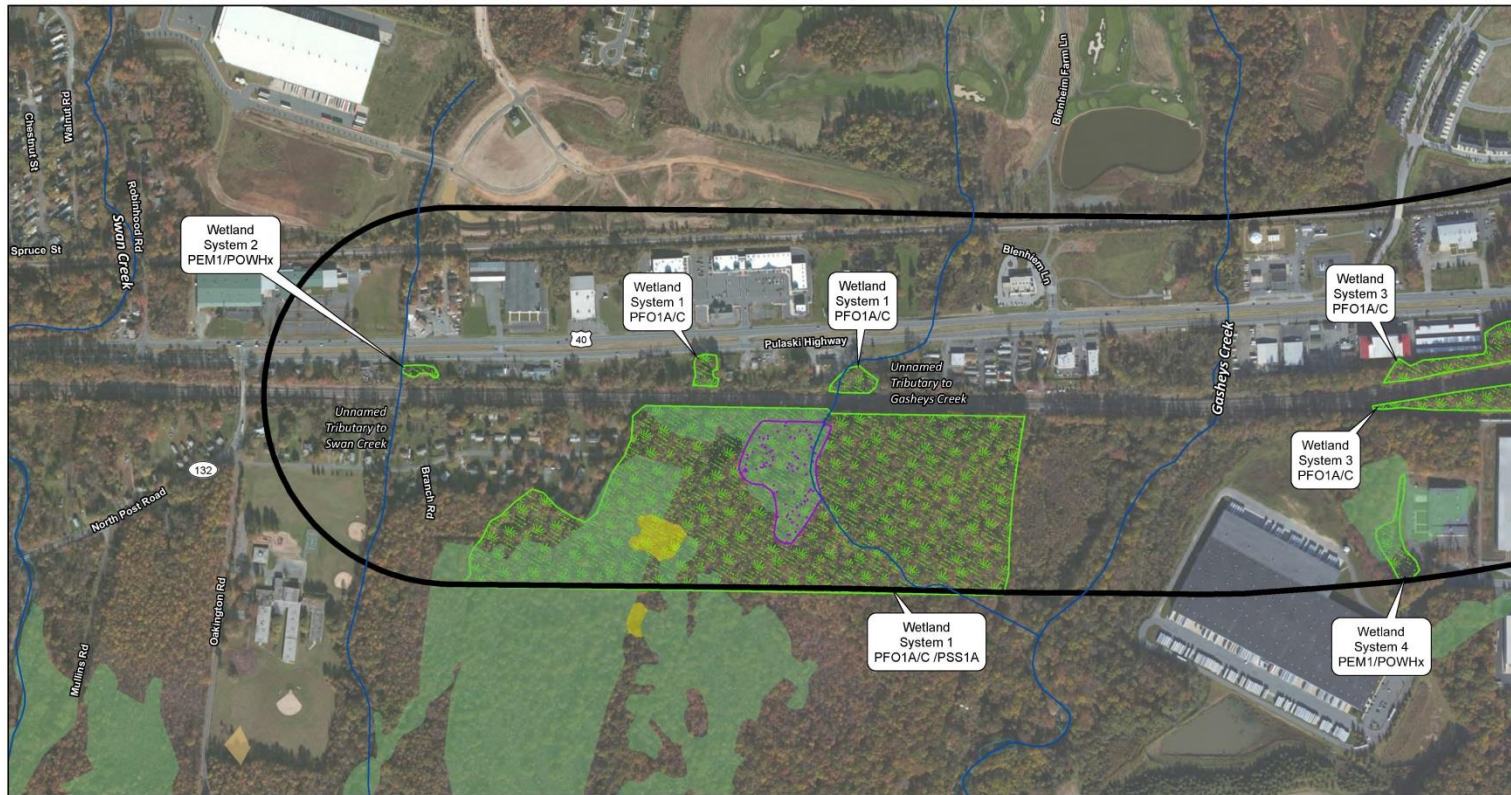 Chestnut St
Walnut Rd
Robinhood Rd
Spruce St
Swan Creek
Blenheim Farm Ln
Wetland
System 2
PEM1/POWHx
Wetland
System 1
PFO1A/C
Wetland
System 1
PFO1A/C
Blenhiem Ln
Wetland
System 3
PFO1A/C
40
Pulaski Highway
Gasheys Creek
Unnamed
Tributary to
Gasheys Creek
Unnamed
Tributary to
Swan Creek
Wetland
System 3
PFO1A/C
132
Branch Rd
North Post Road
Oakington Rd
Mullins Rd
Wetland
System 1
PFO1A/C /PSS1A
Wetland
System 4
PEM1/POWHx